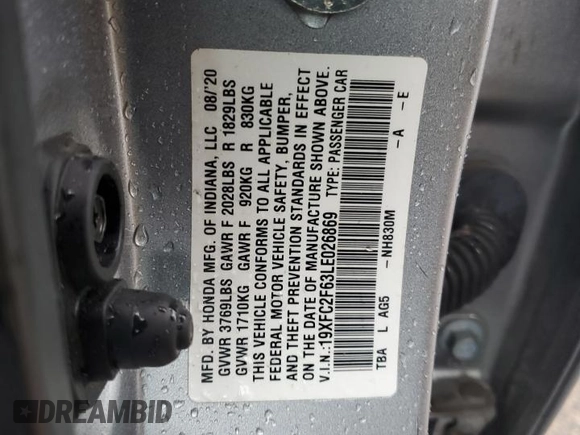 MFD. BY HONDA MFG. OF INDIANA, LLC 08/'20
GVWR 3769LBS GAWR F 2028LBS R 1829LBS
GVWR 1710KG GAWR F 920KG R 830KG
THIS VEHICLE CONFORMS TO ALL APPLICABLE
FEDERAL MOTOR VEHICLE SAFETY, BUMPER,
AND THEFT PREVENTION STANDARDS IN EFFECT
ON THE DATE OF MANUFACTURE SHOWN ABOVE.
V.I.N.:19XFC2F63LE026869 TYPE: PASSENGER CAR
TBA L AG5 -NH830M -A -E
DREAMBID